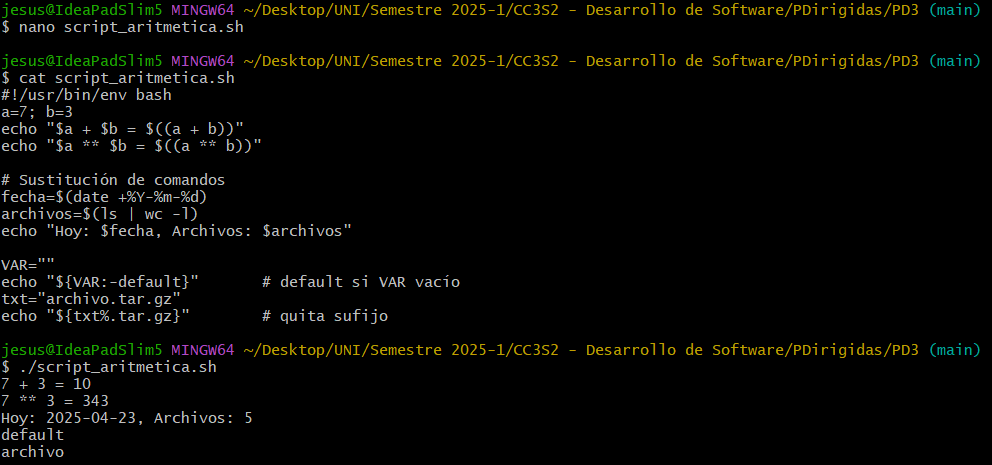 jesus@IdeaPadSlim5 MINGW64 ~/Desktop/UNI/Semestre 2025-1/CC3S2 - Desarrollo de Software/PDirigidas/PD3 (main)
$ nano script_aritmetica.sh

jesus@IdeaPadSlim5 MINGW64 ~/Desktop/UNI/Semestre 2025-1/CC3S2 - Desarrollo de Software/PDirigidas/PD3 (main)
$ cat script_aritmetica.sh
#!/usr/bin/env bash
a=7; b=3
echo "$a + $b = $((a + b))"
echo "$a ** $b = $((a ** b))"

# Sustitución de comandos
fecha=$(date +%Y-%m-%d)
archivos=$(ls | wc -l)
echo "Hoy: $fecha, Archivos: $archivos"

VAR=""
echo "${VAR:-default}"       # default si VAR vacío
txt="archivo.tar.gz"
echo "${txt%.tar.gz}"        # quita sufijo

jesus@IdeaPadSlim5 MINGW64 ~/Desktop/UNI/Semestre 2025-1/CC3S2 - Desarrollo de Software/PDirigidas/PD3 (main)
$ ./script_aritmetica.sh
7 + 3 = 10
7 ** 3 = 343
Hoy: 2025-04-23, Archivos: 5
default
archivo